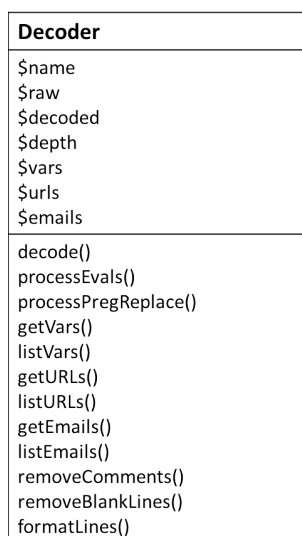 Decoder
$name
$raw
$decoded
$depth
$vars
$urls
$emails
decode()
processEvals()
processPregReplace()
getVars()
listVars()
getURLs()
listURLs()
getEmails()
listEmails()
removeComments()
removeBlankLines()
formatLines()